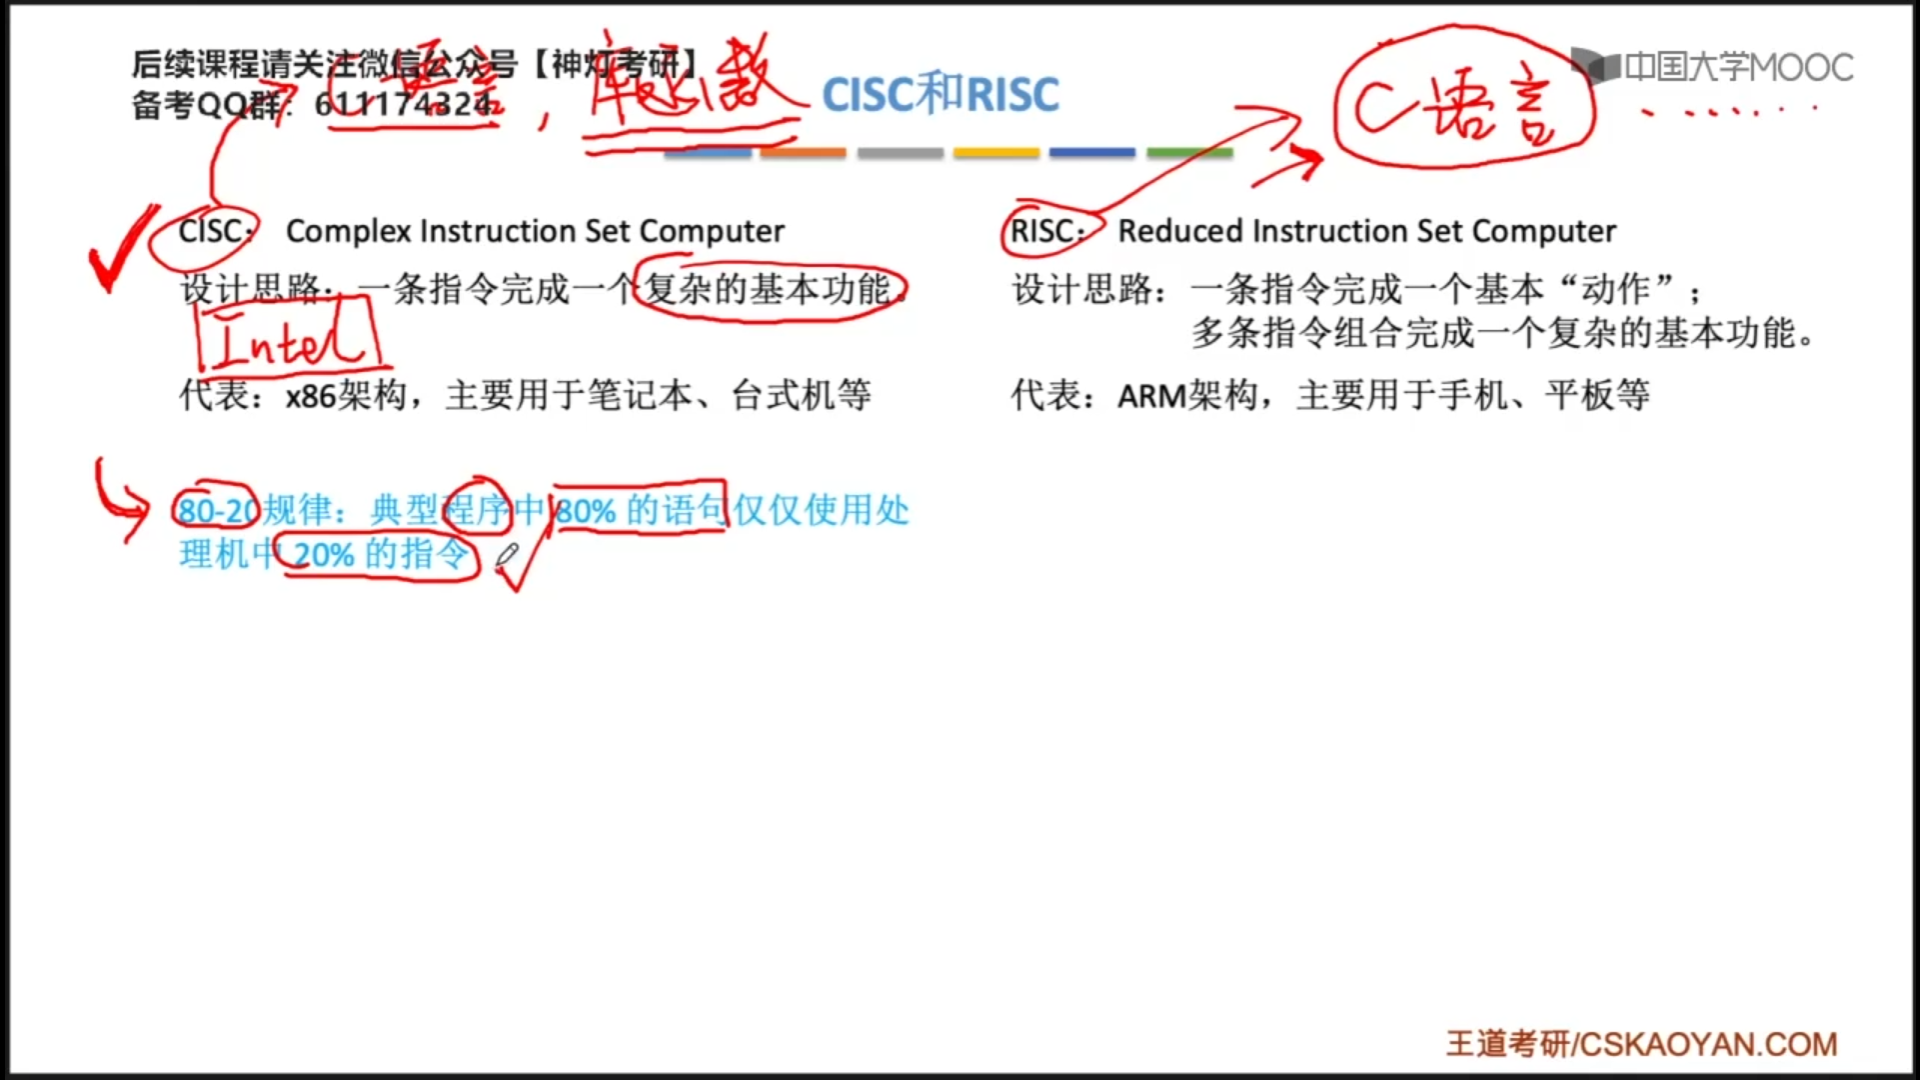 后续课程请关注微信公众号【神灯考研】
备考QQ群：611174324
C语言，库函数
CISC和RISC
C语言
中国大学MOOC
CISC： Complex Instruction Set Computer
设计思路：一条指令完成一个复杂的基本功能。
Intel
代表：x86架构，主要用于笔记本、台式机等
RISC： Reduced Instruction Set Computer
设计思路：一条指令完成一个基本“动作”；
多条指令组合完成一个复杂的基本功能。
代表：ARM架构，主要用于手机、平板等
80-20规律：典型程序中 80% 的语句仅仅使用处
理机中 20% 的指令
王道考研/CSKAOYAN.COM